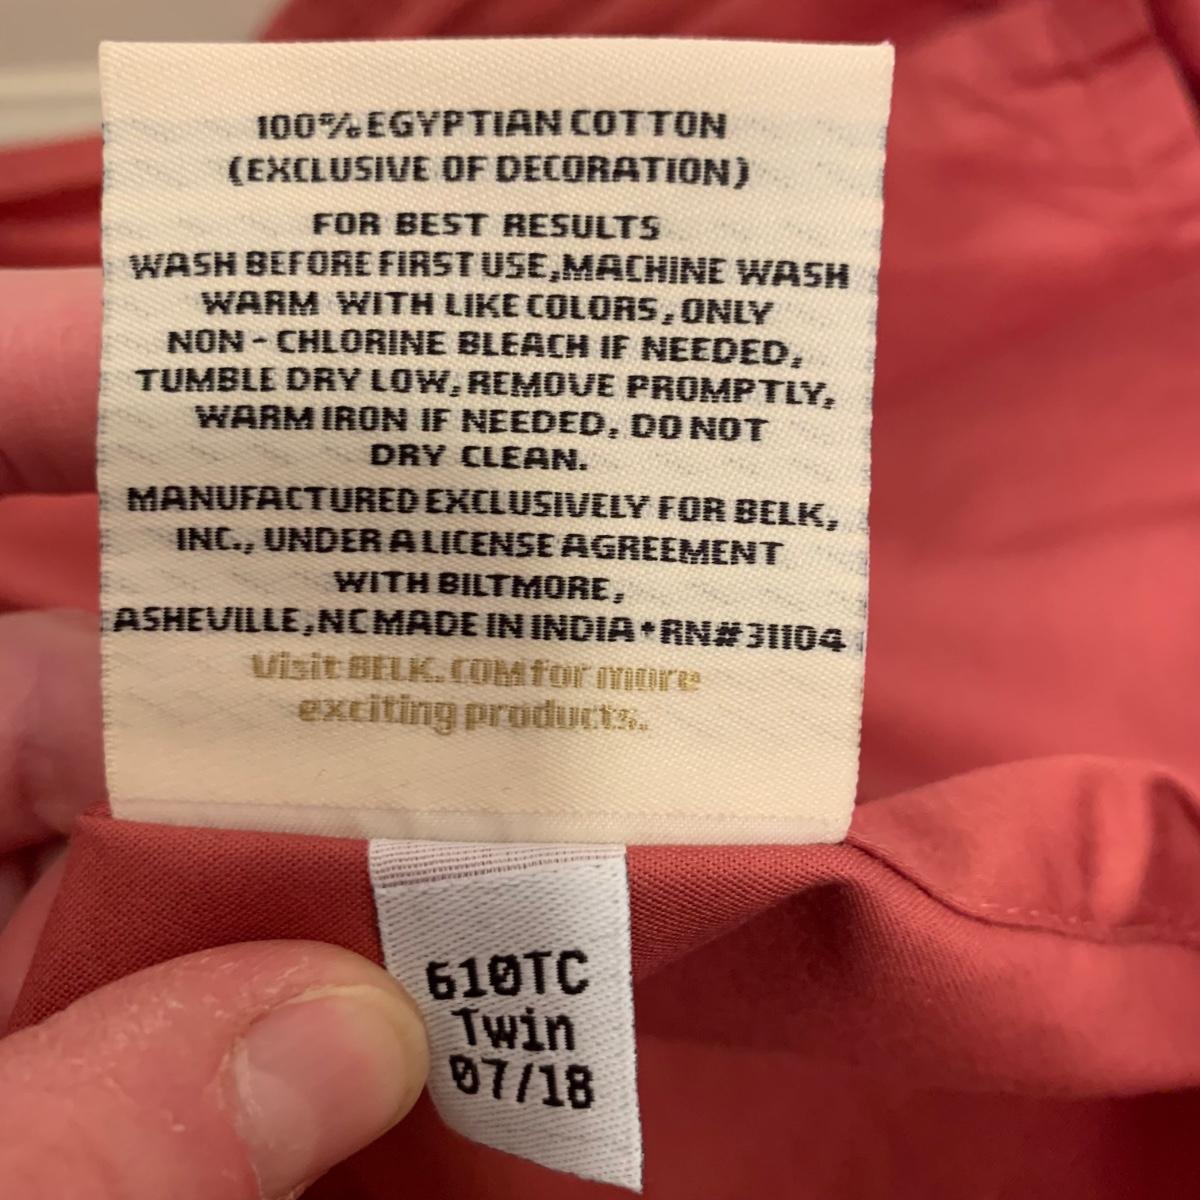 100% EGYPTIAN COTTON
(EXCLUSIVE OF DECORATION)
FOR BEST RESULTS
WASH BEFORE FIRST USE, MACHINE WASH
WARM WITH LIKE COLORS, ONLY
NON - CHLORINE BLEACH IF NEEDED,
TUMBLE DRY LOW, REMOVE PROMPTLY,
WARM IRON IF NEEDED, DO NOT
DRY CLEAN.
MANUFACTURED EXCLUSIVELY FOR BELK,
INC., UNDER A LICENSE AGREEMENT
WITH BILTMORE,
ASHEVILLE, NC MADE IN INDIA • RN#31104
Visit BELK.COM for more
exciting products.
610TC
Twin
07/18